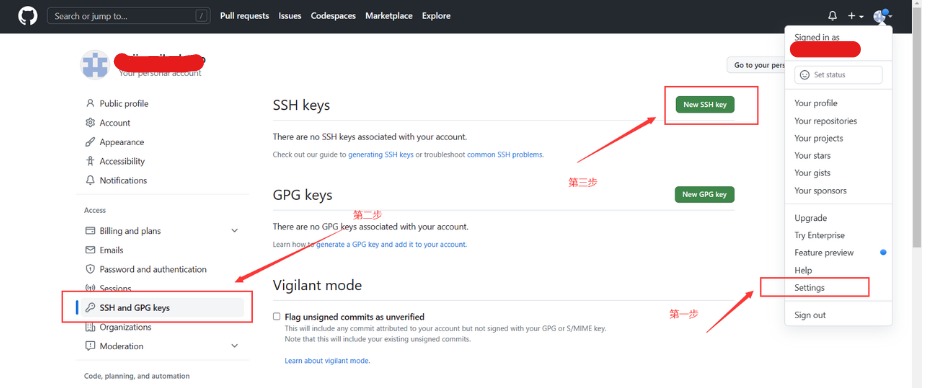 Search or jump to...
/
Pull requests
Issues
Codespaces
Marketplace
Explore
Signed in as
Your personal account
Go to your pers
Set status
Public profile
Account
Appearance
Accessibility
Notifications
Access
Billing and plans
Emails
Password and authentication
Sessions
SSH and GPG keys
Organizations
Moderation
Code, planning, and automation
SSH keys
New SSH key
There are no SSH keys associated with your account.
Check out our guide to generating SSH keys or troubleshoot common SSH problems.
第三步
GPG keys
New GPG key
第二步
There are no GPG keys associated with your account.
Learn how to generate a GPG key and add it to your account.
Vigilant mode
Flag unsigned commits as unverified
This will include any commit attributed to your account but not signed with your GPG or S/MIME key.
Note that this will include your existing unsigned commits.
Learn about vigilant mode.
第一步
Your profile
Your repositories
Your projects
Your stars
Your gists
Your sponsors
Upgrade
Try Enterprise
Feature preview
Help
Settings
Sign out